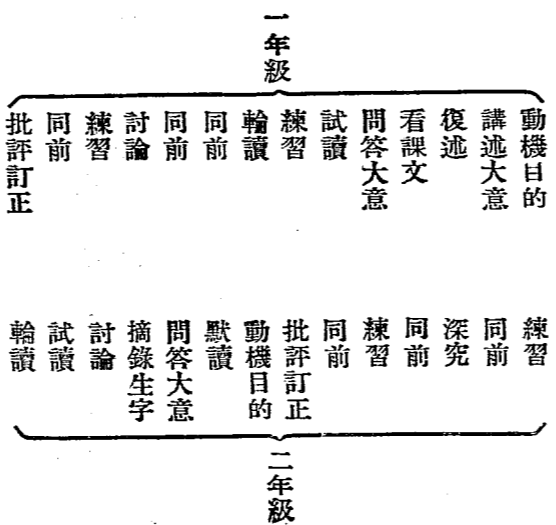 一年級
動機目的
講述大意
復述
看課文
問答大意
試讀
練習
輪讀
同前
同前
討論
練習
同前
批評訂正
練習
同前
深究
同前
練習
同前
批評訂正
動機目的
默讀
問答大意
摘錄生字
討論
試讀
輪讀
二年級